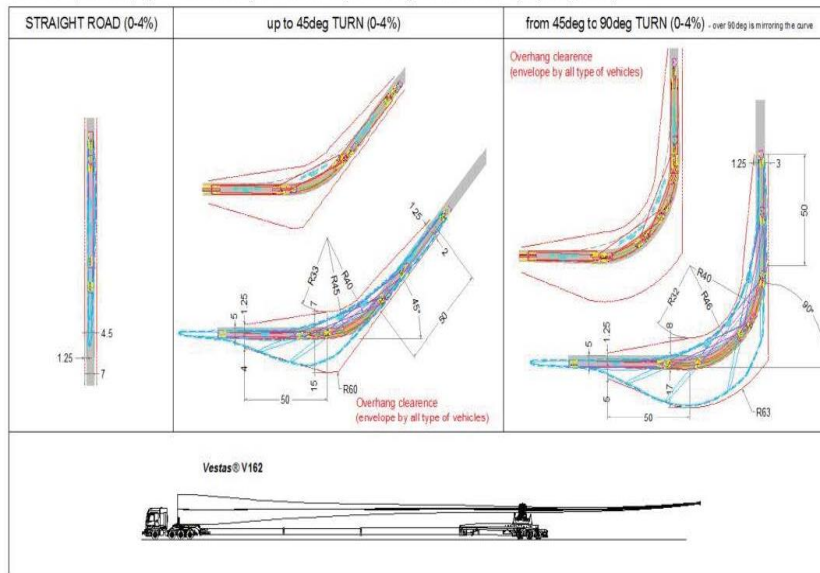 STRAIGHT ROAD (0-4%)
up to 45deg TURN (0-4%)
from 45deg to 90deg TURN (0-4%) - over 90deg is mirroring the curve
4.5
1.25
7
1.25
2
R33
R40
R45
7
1.25
5
45°
50
4
15
50
R60
Overhang clearence
(envelope by all type of vehicles)
Overhang clearence
(envelope by all type of vehicles)
1.25
3
50
R40
R32
R46
90°
8
1.25
5
5
17
50
R63
Vestas® V162